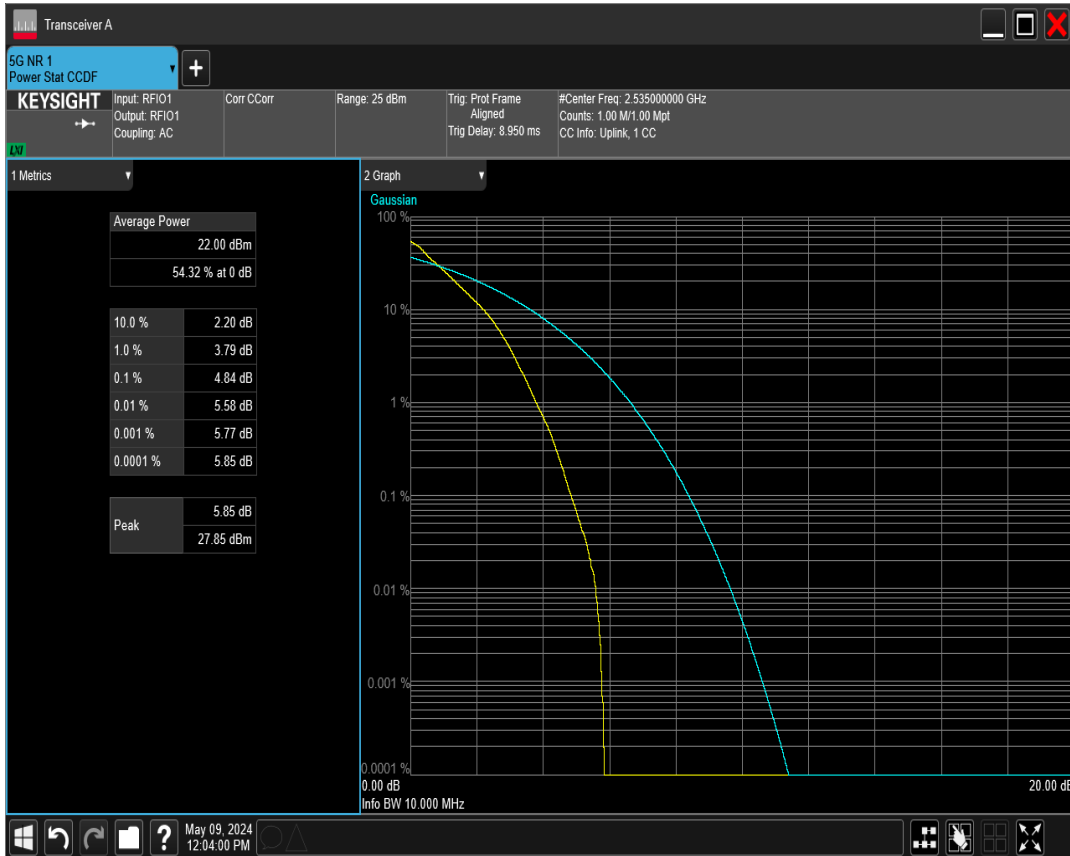 Transceiver A
5G NR 1
Power Stat CCDF
KEYSIGHT
LXI
Input: RFIO1
Output: RFIO1
Coupling: AC
Corr CCorr
Range: 25 dBm
Trig: Prot Frame
Aligned
Trig Delay: 8.950 ms
#Center Freq: 2.535000000 GHz
Counts: 1.00 M/1.00 Mpt
CC Info: Uplink, 1 CC
1 Metrics
Average Power
22.00 dBm
54.32 % at 0 dB
10.0 % 2.20 dB
1.0 % 3.79 dB
0.1 % 4.84 dB
0.01 % 5.58 dB
0.001 % 5.77 dB
0.0001 % 5.85 dB
Peak
5.85 dB
27.85 dBm
2 Graph
Gaussian
100 %
10 %
1 %
0.1 %
0.01 %
0.001 %
0.0001 %
0.00 dB 20.00 dB
Info BW 10.000 MHz
? May 09, 2024
12:04:00 PM